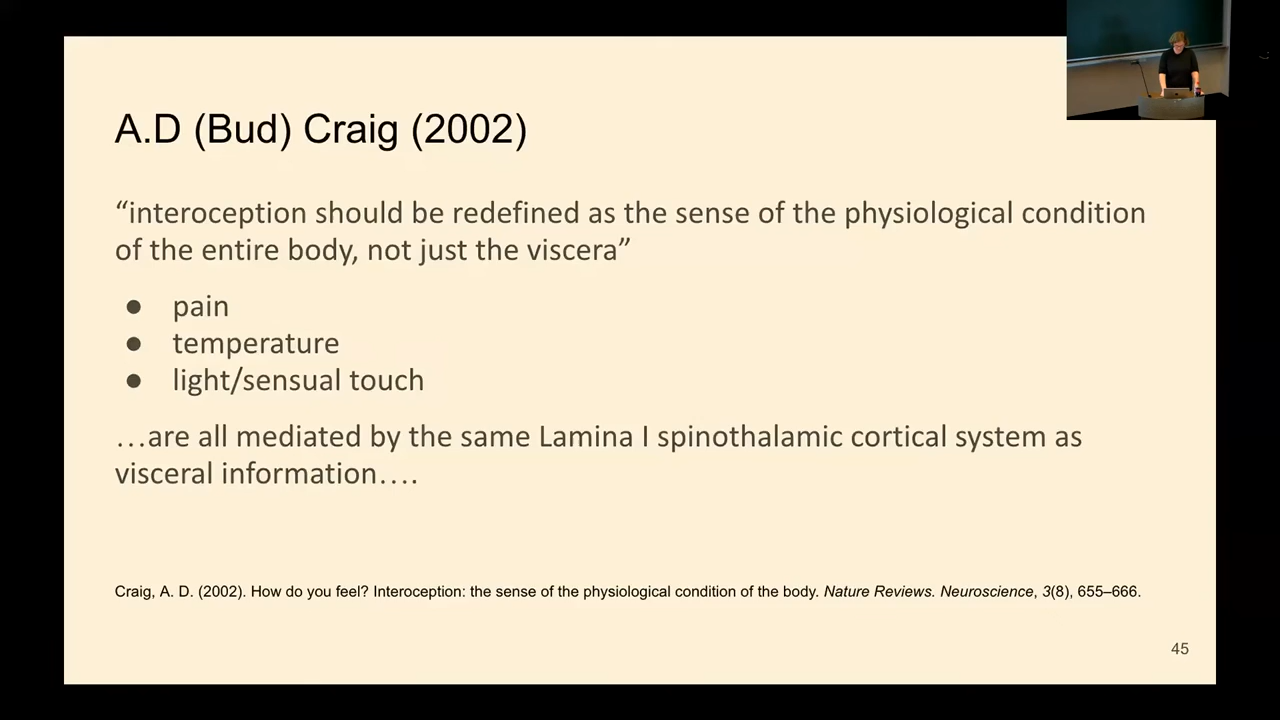 A.D (Bud) Craig (2002)
“interoception should be redefined as the sense of the physiological condition
of the entire body, not just the viscera”
● pain
● temperature
● light/sensual touch
…are all mediated by the same Lamina I spinothalamic cortical system as
visceral information….
Craig, A. D. (2002). How do you feel? Interoception: the sense of the physiological condition of the body. Nature Reviews. Neuroscience, 3(8), 655–666.
45